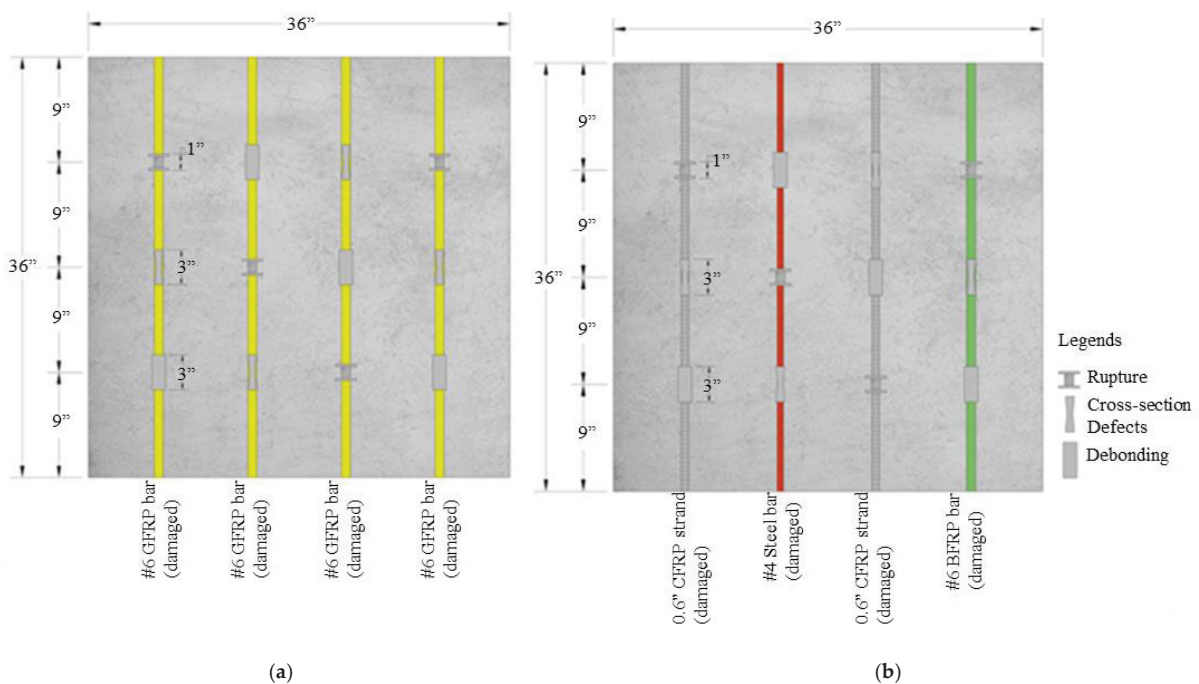 36”
36”
9”
9”
9”
9”
36”
1”
3”
3”
#6 GFRP bar
(damaged)
#6 GFRP bar
(damaged)
#6 GFRP bar
(damaged)
#6 GFRP bar
(damaged)
36”
9”
9”
9”
9”
1”
3”
3”
0.6” CFRP strand
(damaged)
#4 Steel bar
(damaged)
0.6” CFRP strand
(damaged)
#6 BFRP bar
(damaged)
Legends
Rupture
Cross-section
Defects
Debonding
(a)
(b)